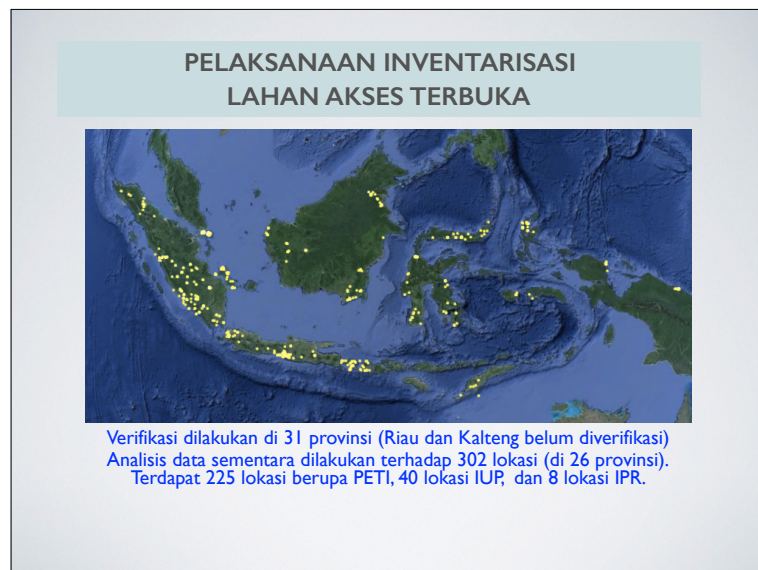 PELAKSANAAN INVENTARISASI
LAHAN AKSES TERBUKA
Verifikasi dilakukan di 31 provinsi (Riau dan Kalteng belum diverifikasi)
Analisis data sementara dilakukan terhadap 302 lokasi (di 26 provinsi).
Terdapat 225 lokasi berupa PETI, 40 lokasi IUP, dan 8 lokasi IPR.